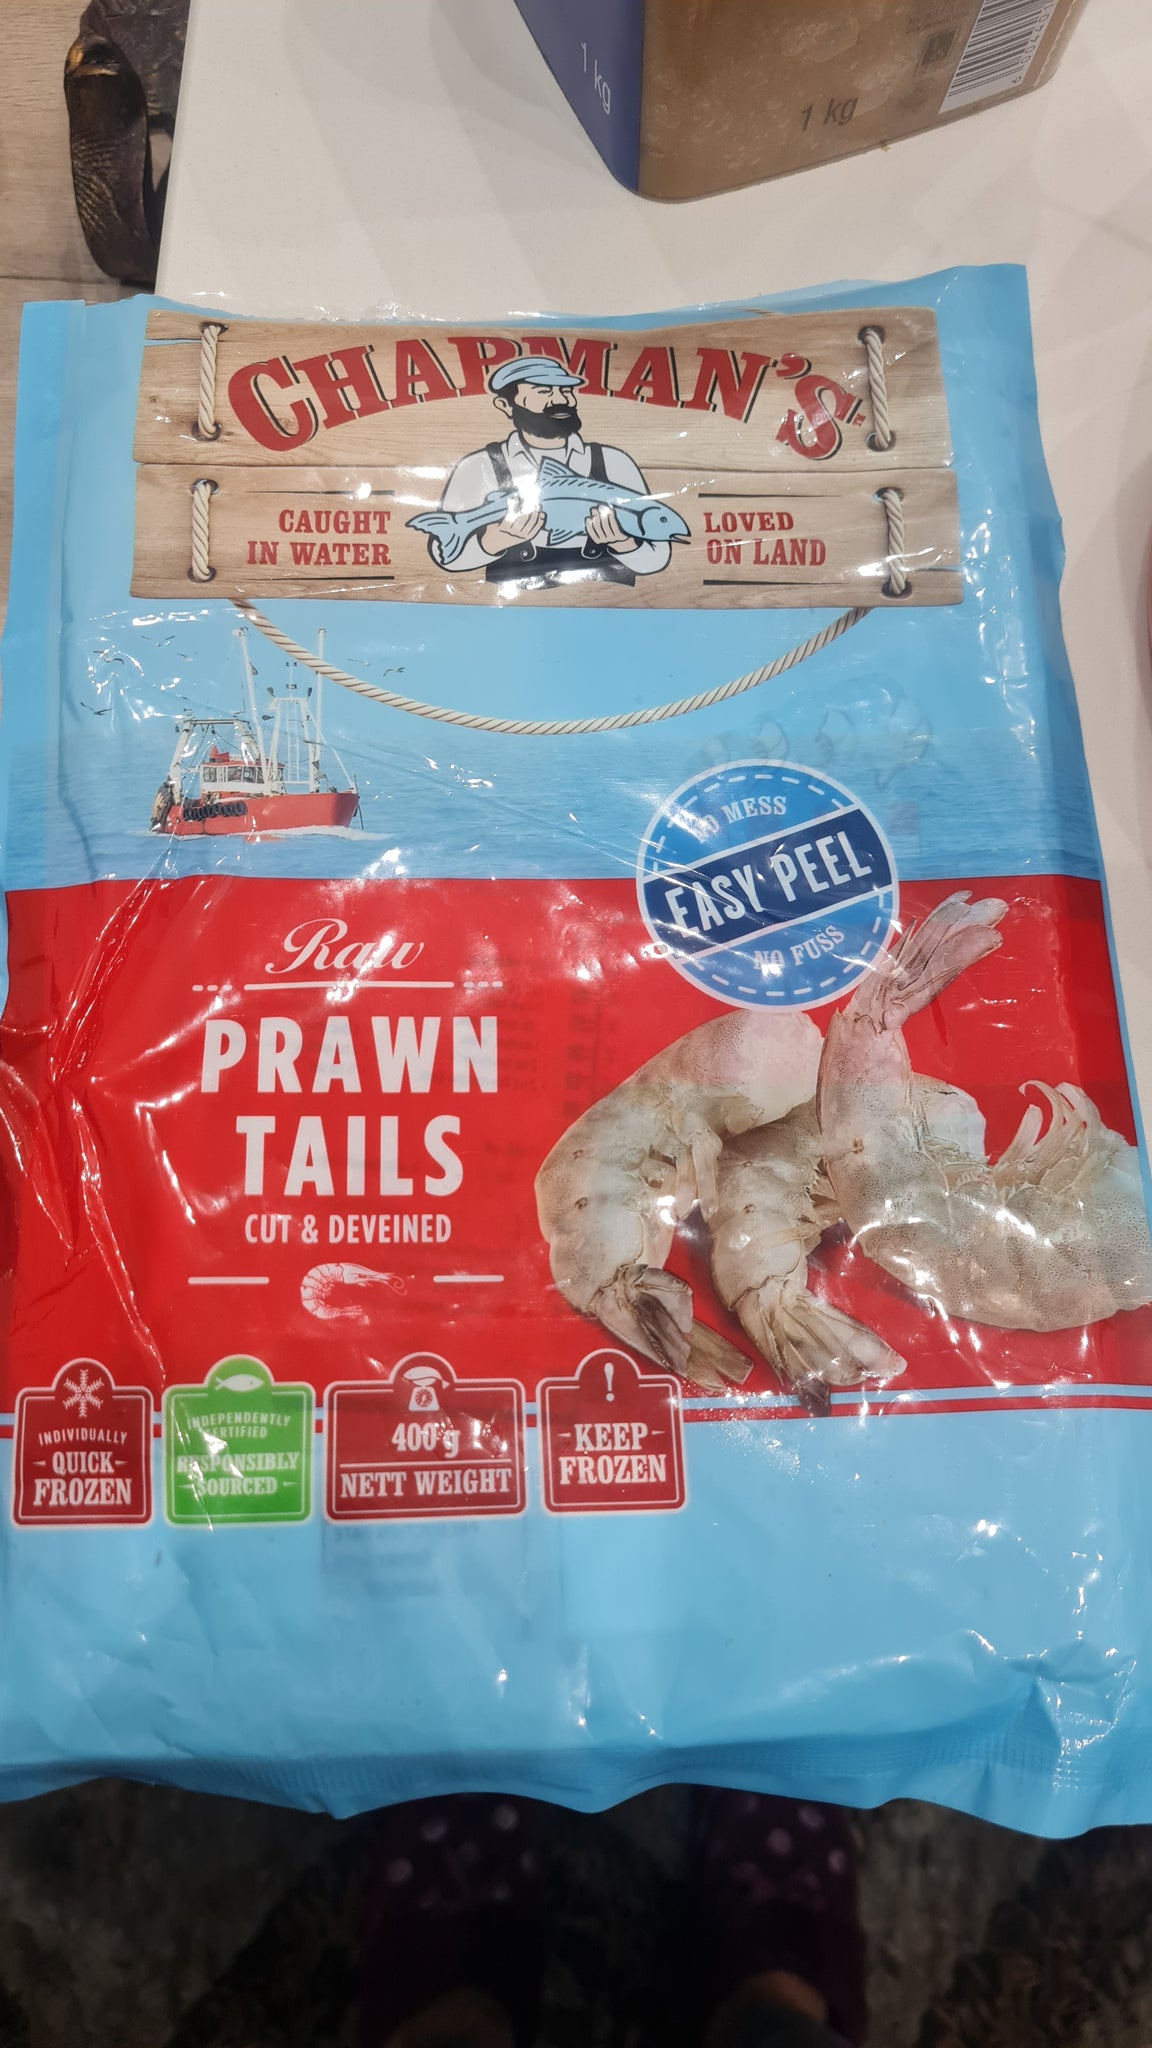 1 kg
1 kg
CHAPMAN'S
CAUGHT
IN WATER
LOVED
ON LAND
NO MESS
EASY PEEL
NO FUSS
Raw
PRAWN
TAILS
CUT & DEVEINED
INDIVIDUALLY
QUICK
FROZEN
INDEPENDENTLY
CERTIFIED
RESPONSIBLY
SOURCED
400 g
NETT WEIGHT
!
KEEP
FROZEN